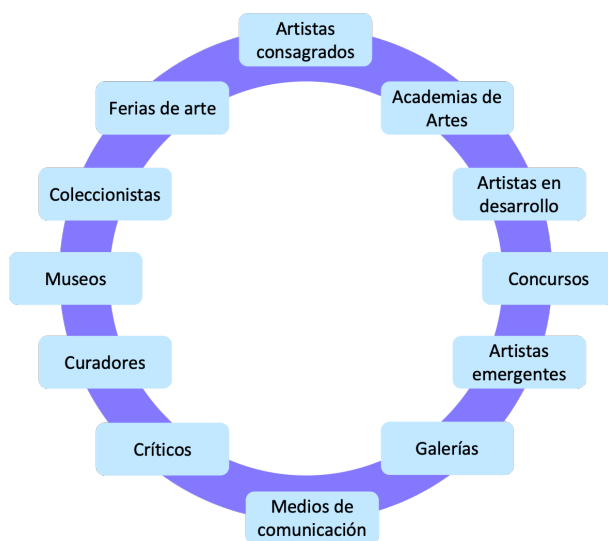 Artistas
consagrados
Academias de
Artes
Artistas en
desarrollo
Concursos
Artistas
emergentes
Galerías
Medios de
comunicación
Críticos
Curadores
Museos
Coleccionistas
Ferias de arte